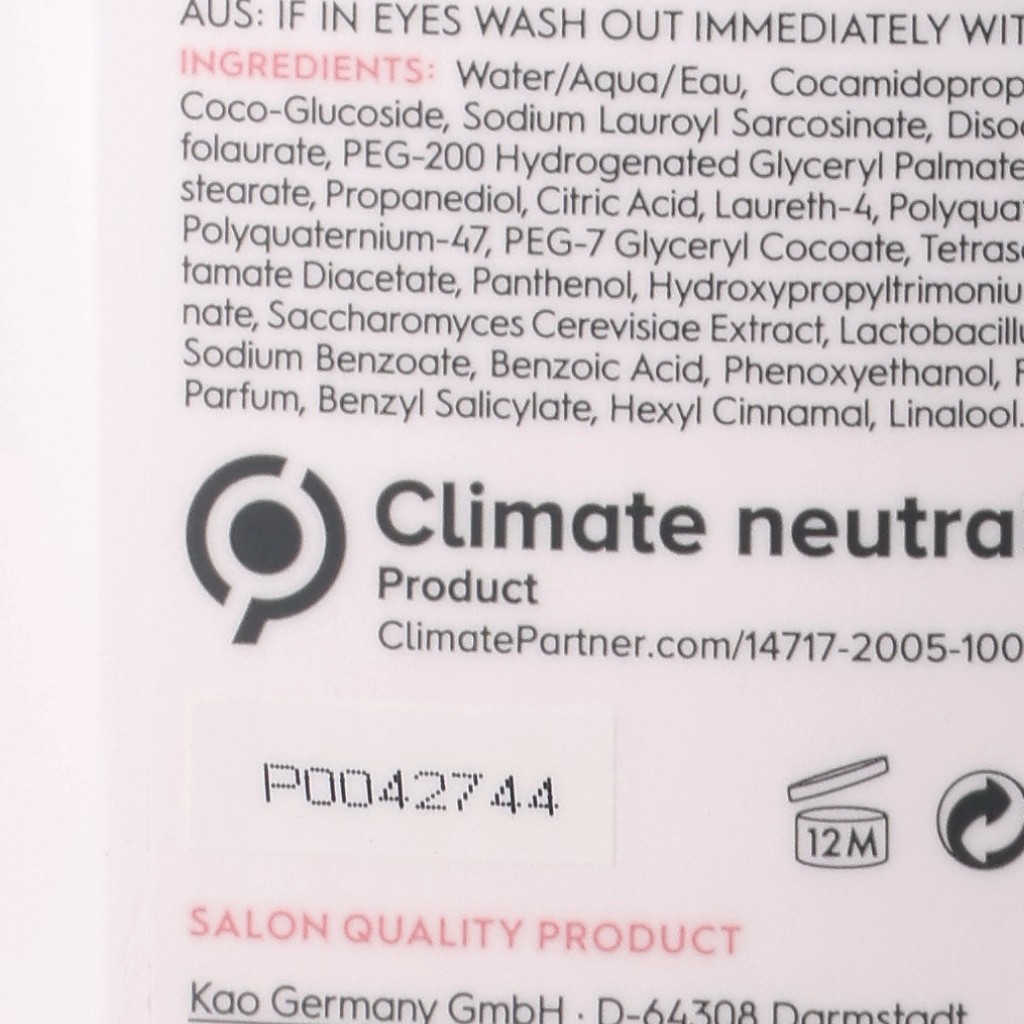 AUS: IF IN EYES WASH OUT IMMEDIATELY WIT
INGREDIENTS: Water/Aqua/Eau, Cocamidoprop
Coco-Glucoside, Sodium Lauroyl Sarcosinate, Diso
folaurate, PEG-200 Hydrogenated Glyceryl Palmate
stearate, Propanediol, Citric Acid, Laureth-4, Polyqua
Polyquaternium-47, PEG-7 Glyceryl Cocoate, Tetras
tamate Diacetate, Panthenol, Hydroxypropyltrimoniu
nate, Saccharomyces Cerevisiae Extract, Lactobacill
Sodium Benzoate, Benzoic Acid, Phenoxyethanol, F
Parfum, Benzyl Salicylate, Hexyl Cinnamal, Linalool.
Climate neutra
Product
ClimatePartner.com/14717-2005-100
P0042744
12M
SALON QUALITY PRODUCT
Kao Germany GmbH · D-64308 Darmstadt